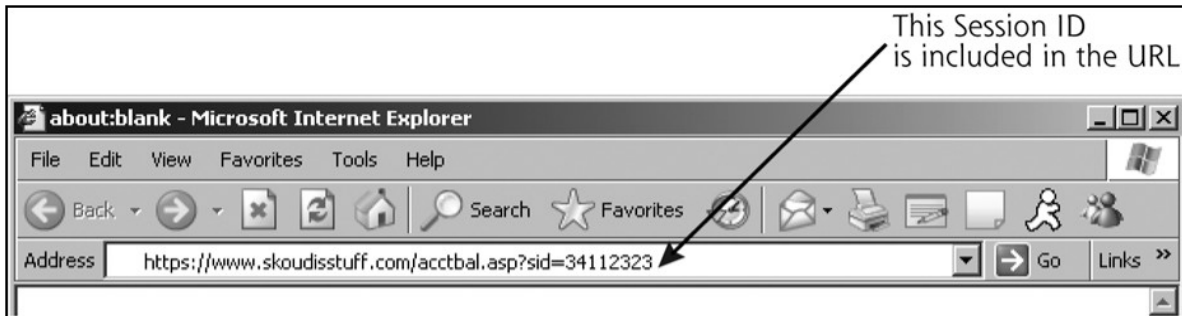 This Session ID
is included in the URL
about:blank - Microsoft Internet Explorer
File Edit View Favorites Tools Help
Back Search Favorites
Address https://www.skoudisstuff.com/acctbal.asp?sid=34112323 Go Links »